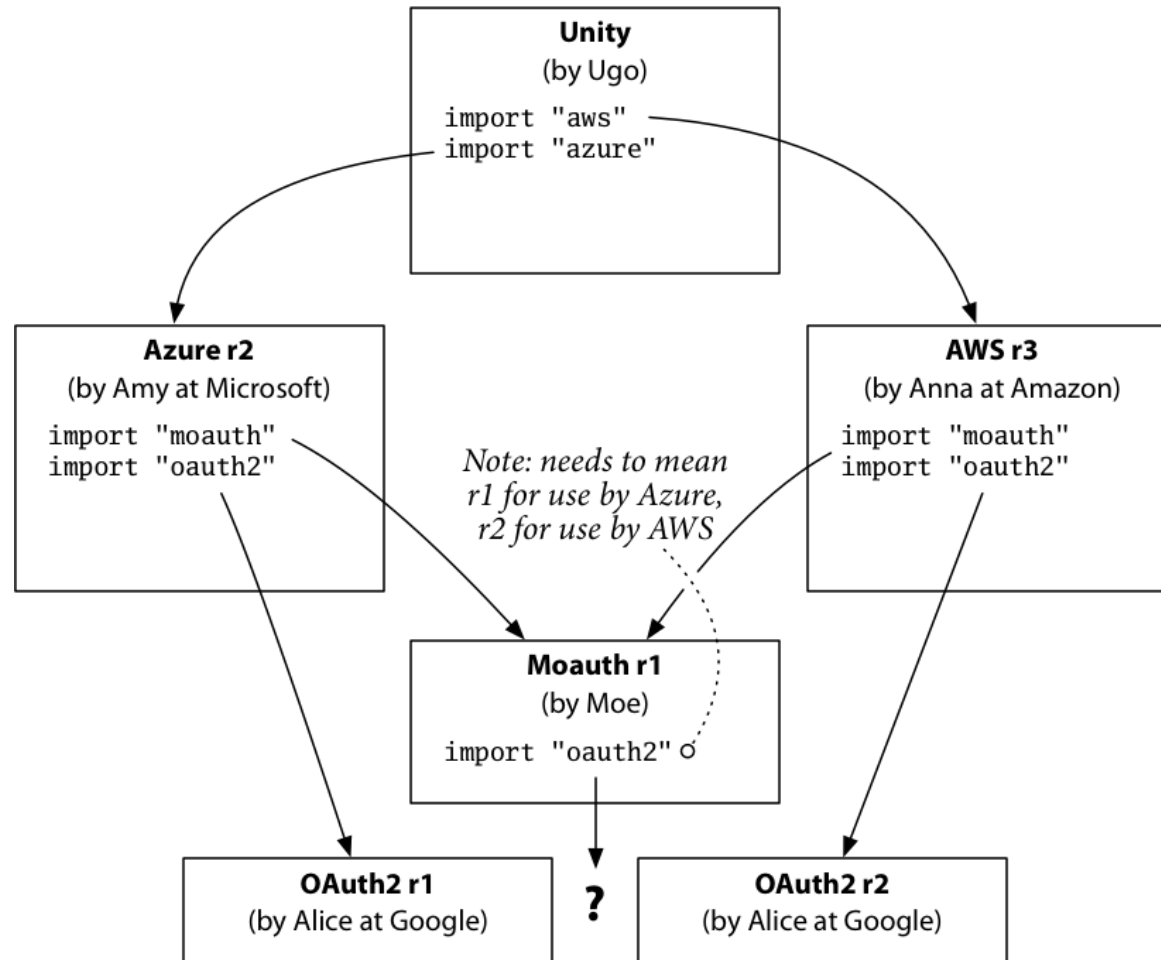 Unity
(by Ugo)
import "aws"
import "azure"
Azure r2
(by Amy at Microsoft)
import "moauth"
import "oauth2"
AWS r3
(by Anna at Amazon)
import "moauth"
import "oauth2"
Note: needs to mean
r1 for use by Azure,
r2 for use by AWS
Moauth r1
(by Moe)
import "oauth2"
OAuth2 r1
(by Alice at Google)
?
OAuth2 r2
(by Alice at Google)